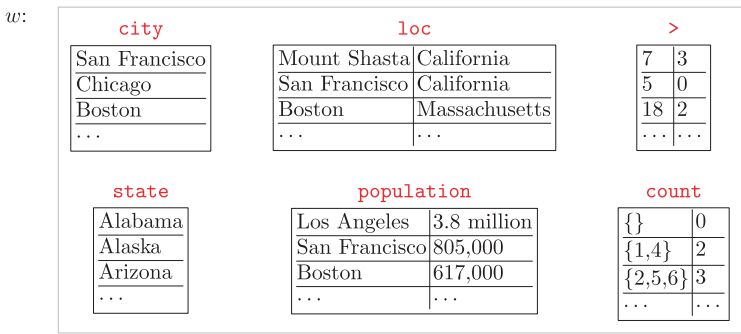 w:
city
San Francisco
Chicago
Boston
...
loc
Mount Shasta California
San Francisco California
Boston Massachusetts
... ...
>
7 3
5 0
18 2
... ...
state
Alabama
Alaska
Arizona
...
population
Los Angeles 3.8 million
San Francisco 805,000
Boston 617,000
... ...
count
{} 0
{1,4} 2
{2,5,6} 3
... ...